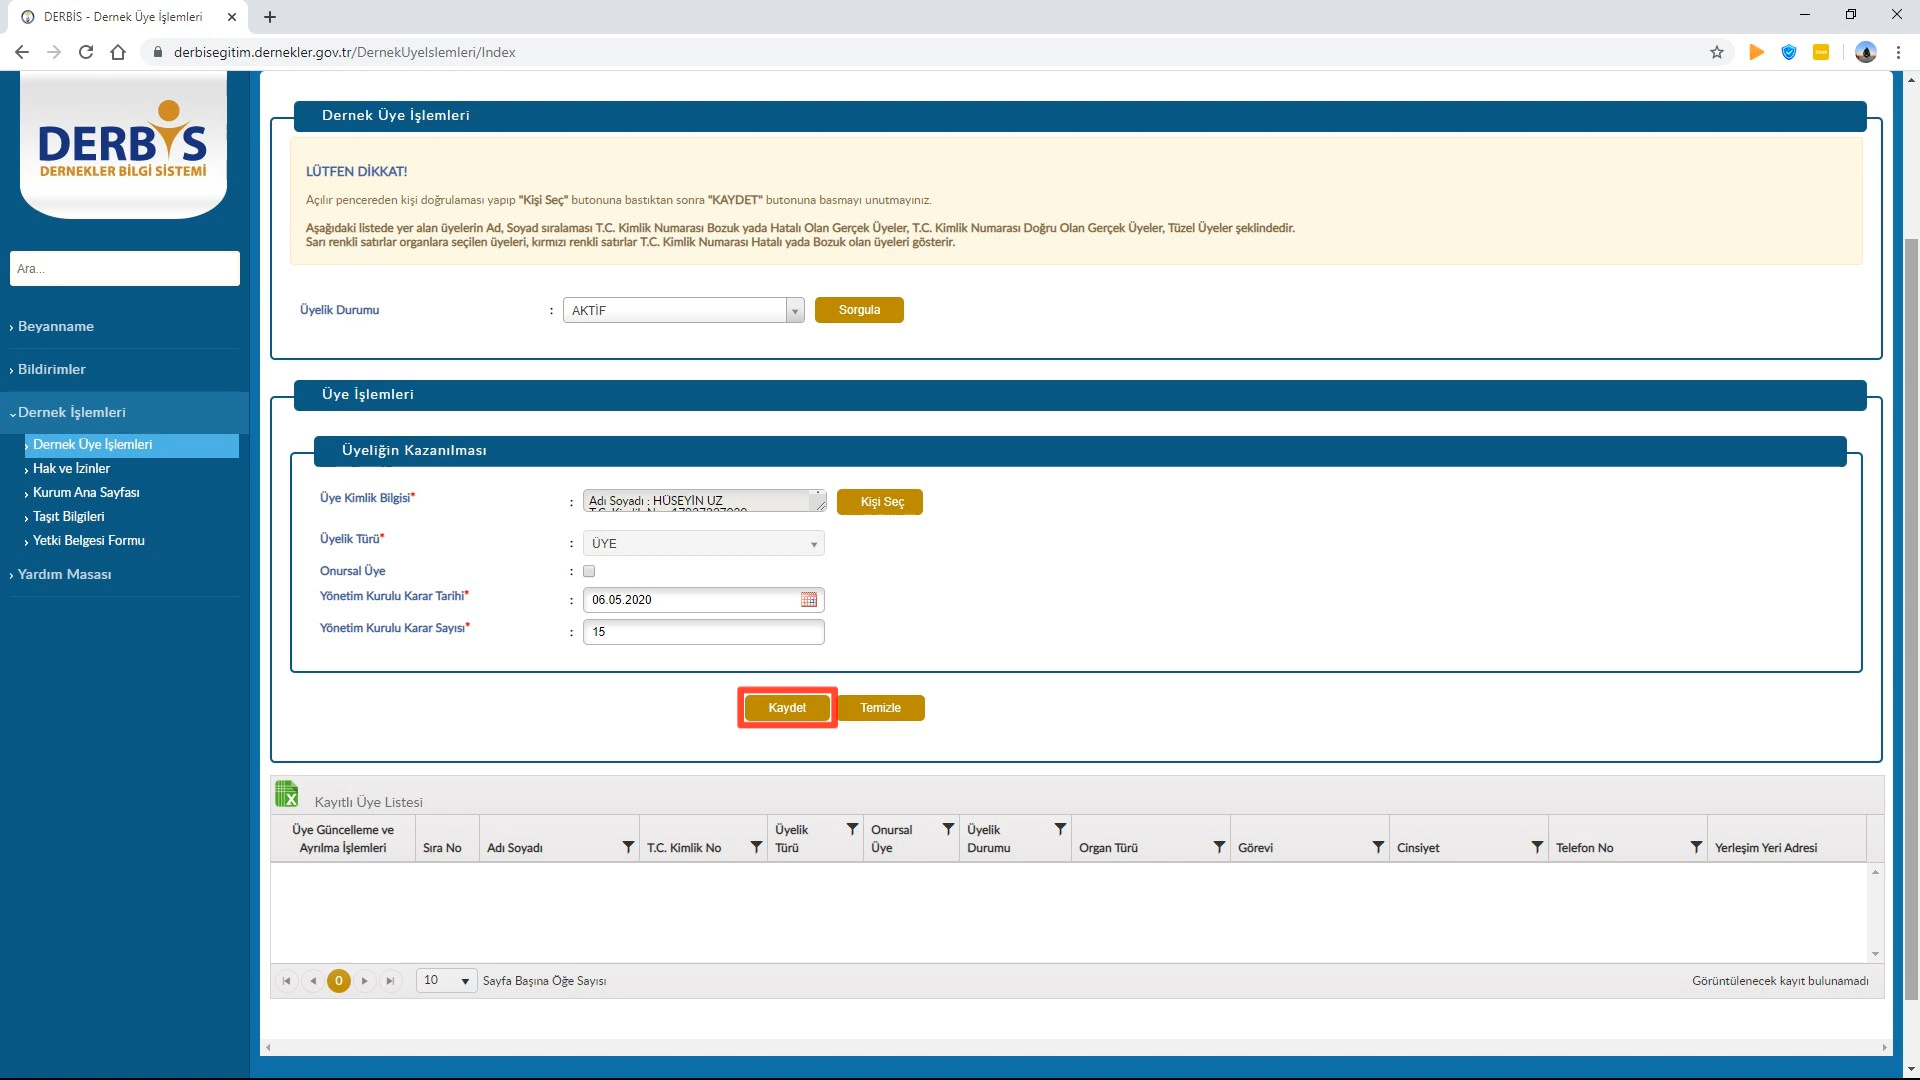 DERBİS - Dernek Üye İşlemleri
derbisegitim.dernekler.gov.tr/DernekUyeIslemleri/Index
DERBİS
DERNEKLER BİLGİ SİSTEMİ
Ara...
Beyanname
Bildirimler
Dernek İşlemleri
Dernek Üye İşlemleri
Hak ve İzinler
Kurum Ana Sayfası
Taşıt Bilgileri
Yetki Belgesi Formu
Yardım Masası
Dernek Üye İşlemleri
LÜTFEN DİKKAT!
Açılır pencereden kişi doğrulaması yapıp "Kişi Seç" butonuna bastıktan sonra "KAYDET" butonuna basmayı unutmayınız.
Aşağıdaki listede yer alan üyelerin Ad, Soyad sıralaması T.C. Kimlik Numarası Bozuk yada Hatalı Olan Gerçek Üyeler, T.C. Kimlik Numarası Doğru Olan Gerçek Üyeler, Tüzel Üyeler şeklindedir.
Sarı renkli satırlar organlara seçilen üyeleri, kırmızı renkli satırlar T.C. Kimlik Numarası Hatalı yada Bozuk olan üyeleri gösterir.
Üyelik Durumu : AKTİF Sorgula
Üye İşlemleri
Üyeliğin Kazanılması
Üye Kimlik Bilgisi* : Adı Soyadı : HÜSEYİN UZ Kişi Seç
Üyelik Türü* : ÜYE
Onursal Üye :
Yönetim Kurulu Karar Tarihi* : 06.05.2020
Yönetim Kurulu Karar Sayısı* : 15
Kaydet Temizle
Kayıtlı Üye Listesi
Üye Güncelleme ve Ayrılma İşlemleri Sıra No Adı Soyadı T.C. Kimlik No Üyelik Türü Onursal Üye Üyelik Durumu Organ Türü Görevi Cinsiyet Telefon No Yerleşim Yeri Adresi
0 10 Sayfa Başına Öğe Sayısı Görüntülenecek kayıt bulunamadı